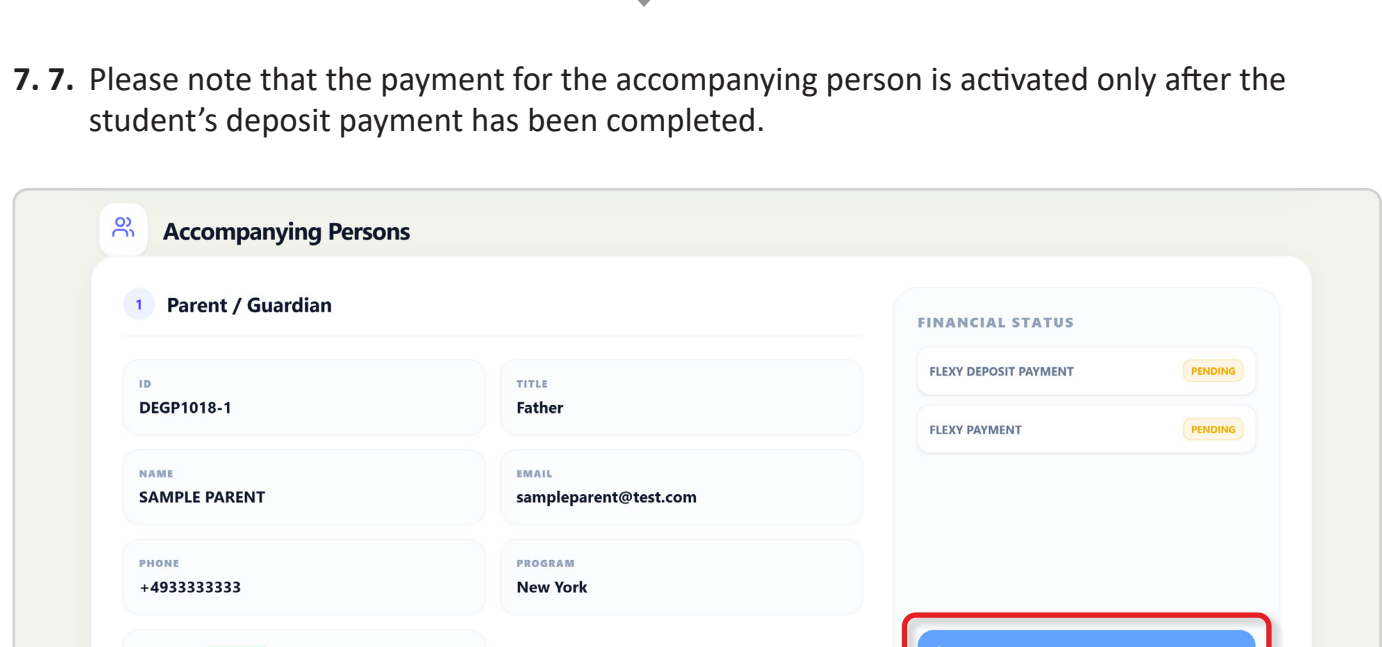 7. 7. Please note that the payment for the accompanying person is activated only after the
student’s deposit payment has been completed.
Accompanying Persons
1 Parent / Guardian
ID
DEGP1018-1
TITLE
Father
NAME
SAMPLE PARENT
EMAIL
sampleparent@test.com
PHONE
+4933333333
PROGRAM
New York
FINANCIAL STATUS
FLEXY DEPOSIT PAYMENT PENDING
FLEXY PAYMENT PENDING